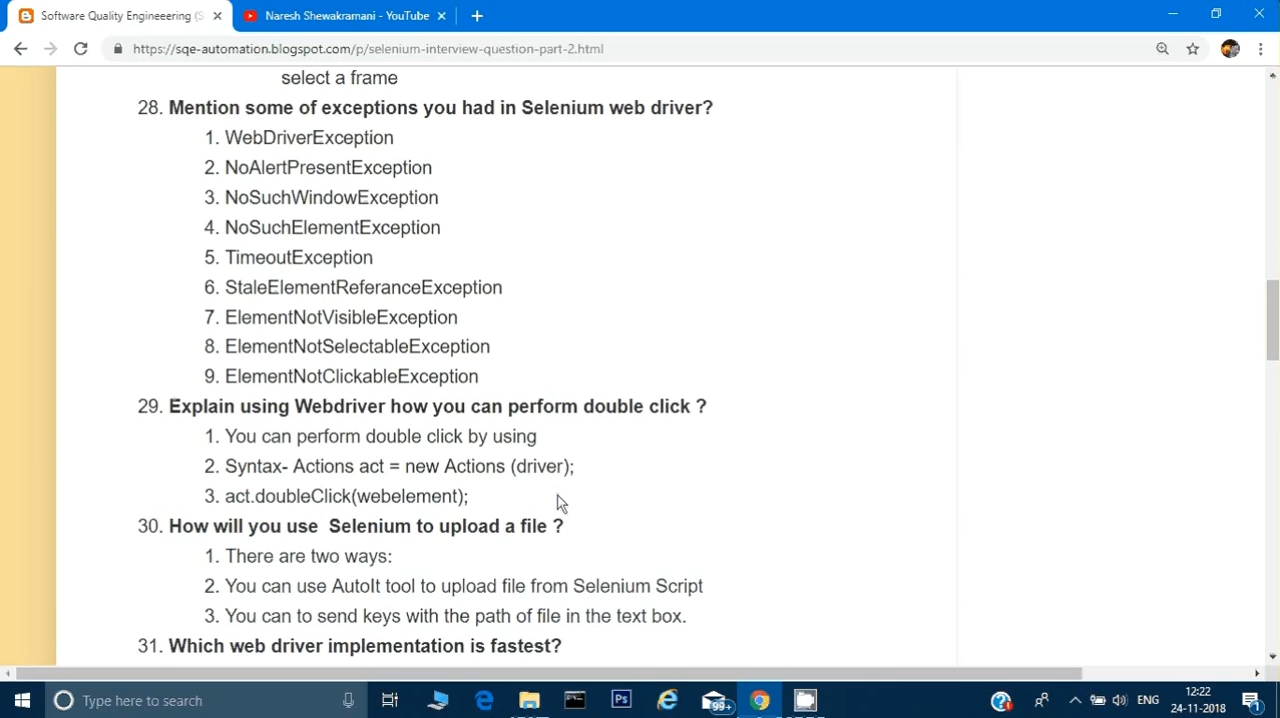 Software Quality Engineeering (S
Naresh Shewakramani - YouTube
https://sqe-automation.blogspot.com/p/selenium-interview-question-part-2.html
select a frame
28. Mention some of exceptions you had in Selenium web driver?
1. WebDriverException
2. NoAlertPresentException
3. NoSuchWindowException
4. NoSuchElementException
5. TimeoutException
6. StaleElementReferanceException
7. ElementNotVisibleException
8. ElementNotSelectableException
9. ElementNotClickableException
29. Explain using Webdriver how you can perform double click ?
1. You can perform double click by using
2. Syntax- Actions act = new Actions (driver);
3. act.doubleClick(webelement);
30. How will you use Selenium to upload a file ?
1. There are two ways:
2. You can use AutoIt tool to upload file from Selenium Script
3. You can to send keys with the path of file in the text box.
31. Which web driver implementation is fastest?
Type here to search
Ps
99+
ENG
12:22
24-11-2018
1